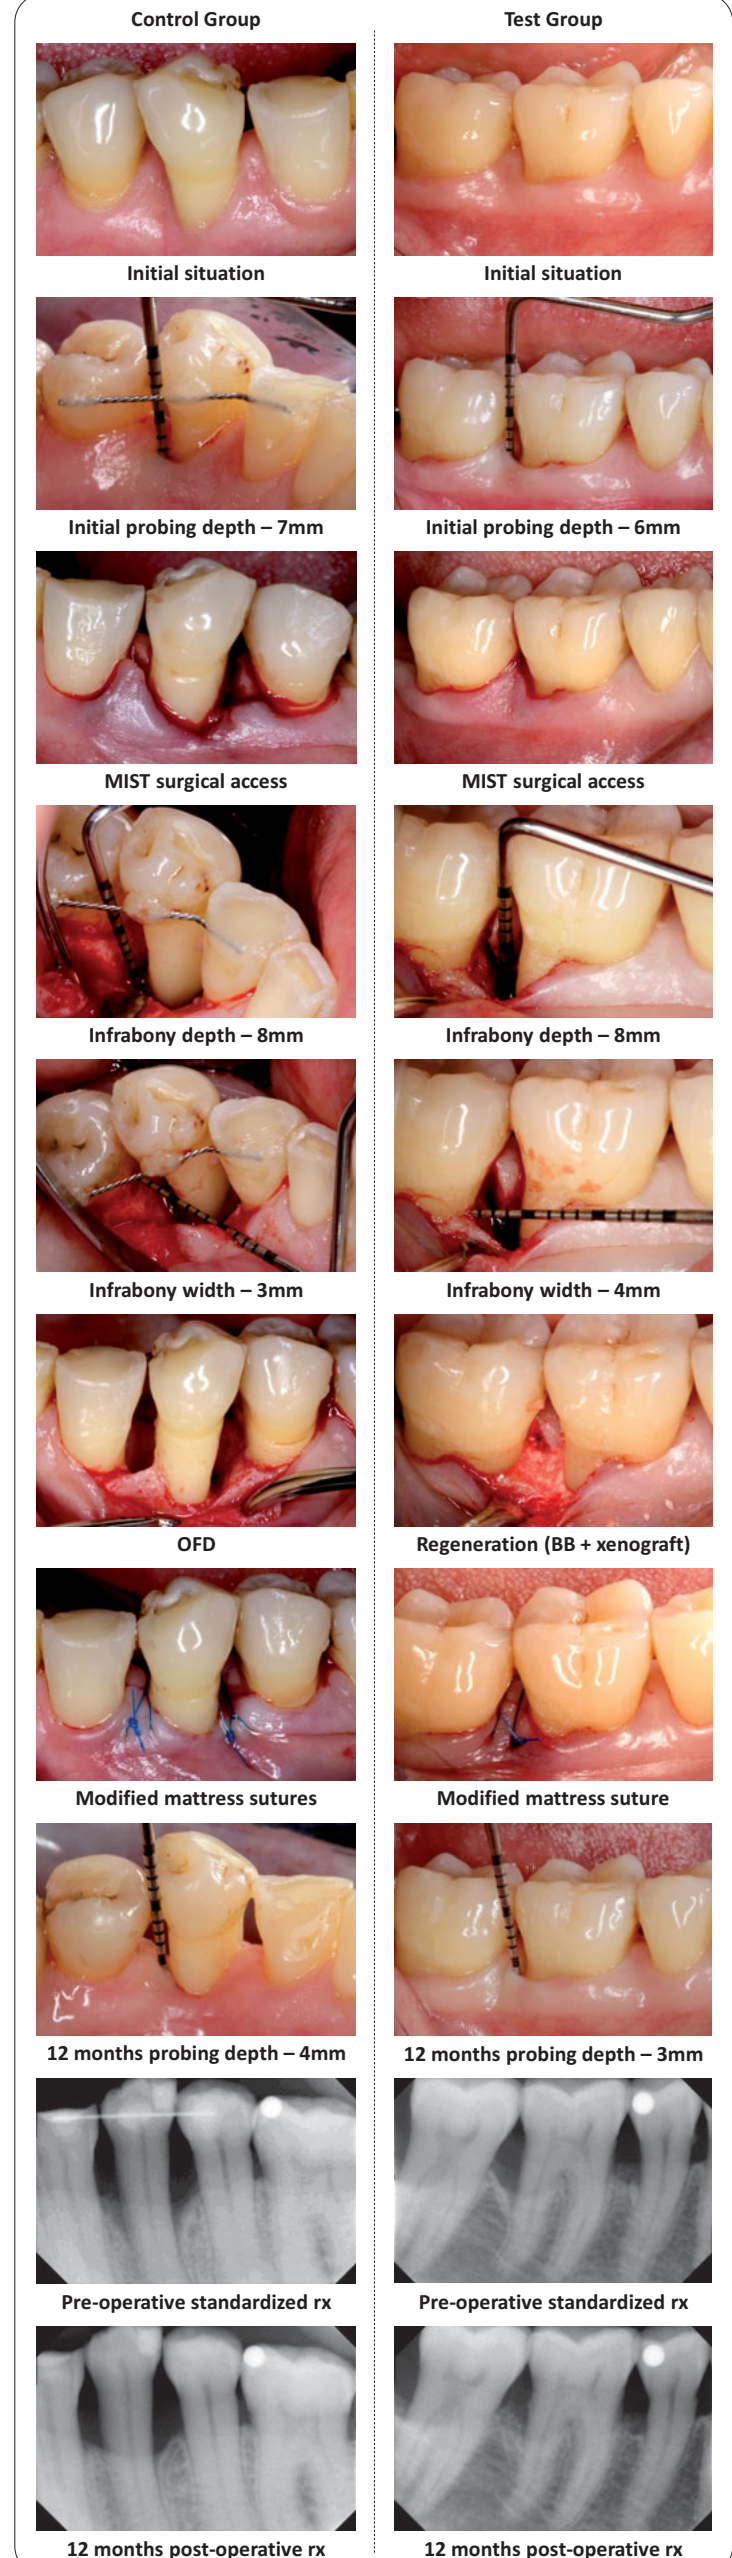 Control Group
Test Group
Initial situation
Initial situation
Initial probing depth – 7mm
Initial probing depth – 6mm
MIST surgical access
MIST surgical access
Infrabony depth – 8mm
Infrabony depth – 8mm
Infrabony width – 3mm
Infrabony width – 4mm
OFD
Regeneration (BB + xenograft)
Modified mattress sutures
Modified mattress suture
12 months probing depth – 4mm
12 months probing depth – 3mm
Pre-operative standardized rx
Pre-operative standardized rx
12 months post-operative rx
12 months post-operative rx